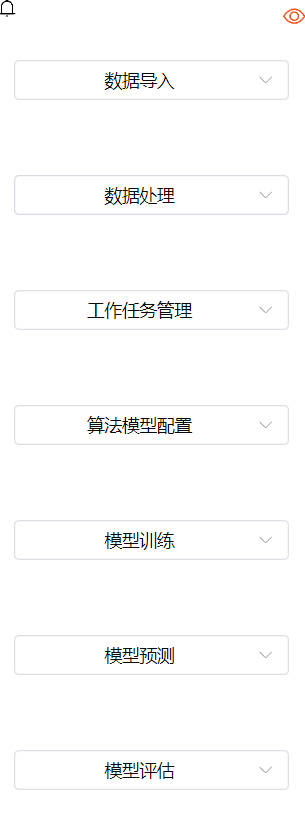 数据导入
数据处理
工作任务管理
算法模型配置
模型训练
模型预测
模型评估